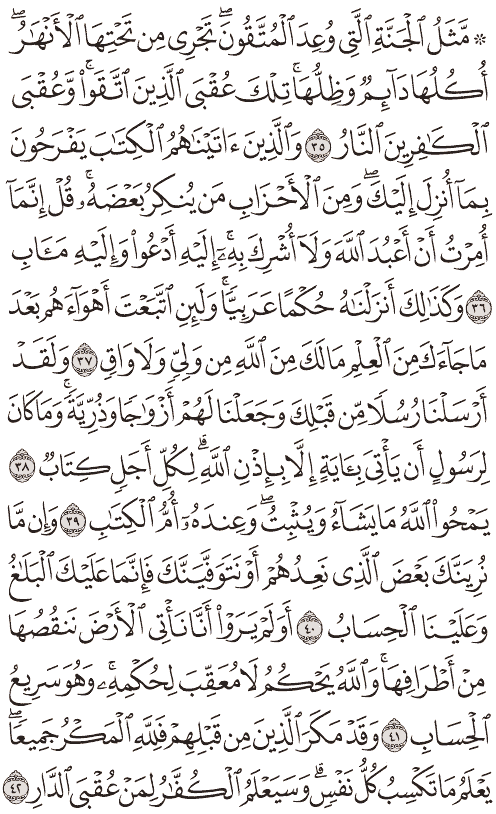 ۞ مَّثَلُ ٱلْجَنَّةِ ٱلَّتِى وُعِدَ ٱلْمُتَّقُونَۖ تَجْرِى مِن تَحْتِهَا ٱلْأَنْهَٰرُۖ
أُكُلُهَا دَآئِمٌ وَظِلُّهَاۚ تِلْكَ عُقْبَى ٱلَّذِينَ ٱتَّقَوا۟ۚ وَّعُقْبَى
ٱلْكَٰفِرِينَ ٱلنَّارُ ٣٥ وَٱلَّذِينَ ءَاتَيْنَٰهُمُ ٱلْكِتَٰبَ يَفْرَحُونَ
بِمَآ أُنزِلَ إِلَيْكَۖ وَمِنَ ٱلْأَحْزَابِ مَن يُنكِرُ بَعْضَهُۥۚ قُلْ إِنَّمَآ
أُمِرْتُ أَنْ أَعْبُدَ ٱللَّهَ وَلَآ أُشْرِكَ بِهِۦٓۚ إِلَيْهِ أَدْعُوا۟ وَإِلَيْهِ مَـَٔابِ
٣٦ وَكَذَٰلِكَ أَنزَلْنَٰهُ حُكْمًا عَرَبِيًّاۚ وَلَئِنِ ٱتَّبَعْتَ أَهْوَآءَهُم بَعْدَ
مَا جَآءَكَ مِنَ ٱلْعِلْمِ مَا لَكَ مِنَ ٱللَّهِ مِن وَلِىٍّ وَلَا وَاقٍ ٣٧ وَلَقَدْ
أَرْسَلْنَا رُسُلًا مِّن قَبْلِكَ وَجَعَلْنَا لَهُمْ أَزْوَٰجًا وَذُرِّيَّةًۚ وَمَا كَانَ
لِرَسُولٍ أَن يَأْتِىَ بِـَٔايَةٍ إِلَّا بِإِذْنِ ٱللَّهِۗ لِكُلِّ أَجَلٍ كِتَابٌ ٣٨
يَمْحُوا۟ ٱللَّهُ مَا يَشَآءُ وَيُثْبِتُۖ وَعِندَهُۥٓ أُمُّ ٱلْكِتَٰبِ ٣٩ وَإِن مَّا
نُرِيَنَّكَ بَعْضَ ٱلَّذِى نَعِدُهُمْ أَوْ نَتَوَفَّيَنَّكَ فَإِنَّمَا عَلَيْكَ ٱلْبَلَٰغُ
وَعَلَيْنَا ٱلْحِسَابُ ٤٠ أَوَلَمْ يَرَوْا۟ أَنَّا نَأْتِى ٱلْأَرْضَ نَنقُصُهَا
مِنْ أَطْرَافِهَاۚ وَٱللَّهُ يَحْكُمُ لَا مُعَقِّبَ لِحُكْمِهِۦۚ وَهُوَ سَرِيعُ
ٱلْحِسَابِ ٤١ وَقَدْ مَكَرَ ٱلَّذِينَ مِن قَبْلِهِمْ فَلِلَّهِ ٱلْمَكْرُ جَمِيعًاۖ
يَعْلَمُ مَا تَكْسِبُ كُلُّ نَفْسٍۗ وَسَيَعْلَمُ ٱلْكُفَّٰرُ لِمَنْ عُقْبَى ٱلدَّارِ ٤٢